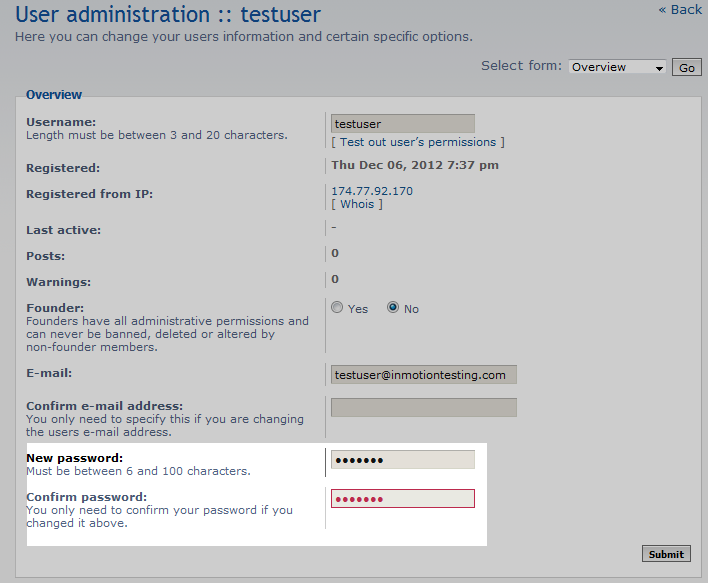 User administration :: testuser
« Back
Here you can change your users information and certain specific options.
Select form: Overview Go
Overview
Username: testuser
Length must be between 3 and 20 characters.
[ Test out user’s permissions ]
Registered: Thu Dec 06, 2012 7:37 pm
Registered from IP: 174.77.92.170
[ Whois ]
Last active: -
Posts: 0
Warnings: 0
Founder: Yes No
Founders have all administrative permissions and
can never be banned, deleted or altered by
non-founder members.
E-mail: testuser@inmotiontesting.com
Confirm e-mail address:
You only need to specify this if you are changing
the users e-mail address.
New password: •••••••
Must be between 6 and 100 characters.
Confirm password: •••••••
You only need to confirm your password if you
changed it above.
Submit